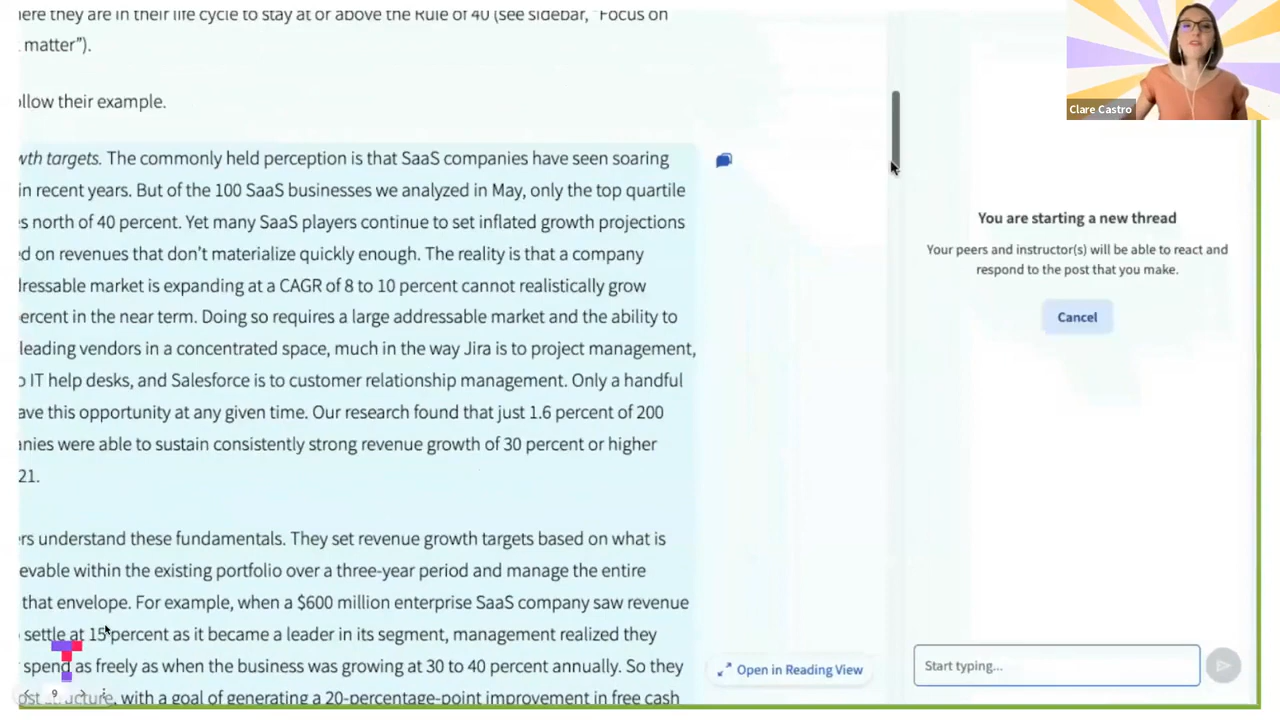 ere they are in their life cycle to stay at or above the Rule of 40 (see sidebar, “Focus on
matter”).
ollow their example.
wth targets. The commonly held perception is that SaaS companies have seen soaring
in recent years. But of the 100 SaaS businesses we analyzed in May, only the top quartile
s north of 40 percent. Yet many SaaS players continue to set inflated growth projections
ed on revenues that don’t materialize quickly enough. The reality is that a company
dressable market is expanding at a CAGR of 8 to 10 percent cannot realistically grow
ercent in the near term. Doing so requires a large addressable market and the ability to
leading vendors in a concentrated space, much in the way Jira is to project management,
o IT help desks, and Salesforce is to customer relationship management. Only a handful
ave this opportunity at any given time. Our research found that just 1.6 percent of 200
anies were able to sustain consistently strong revenue growth of 30 percent or higher
21.
rs understand these fundamentals. They set revenue growth targets based on what is
evable within the existing portfolio over a three-year period and manage the entire
that envelope. For example, when a $600 million enterprise SaaS company saw revenue
settle at 15 percent as it became a leader in its segment, management realized they
spend as freely as when the business was growing at 30 to 40 percent annually. So they
ost structure, with a goal of generating a 20-percentage-point improvement in free cash
9
Open in Reading View
Clare Castro
You are starting a new thread
Your peers and instructor(s) will be able to react and
respond to the post that you make.
Cancel
Start typing...